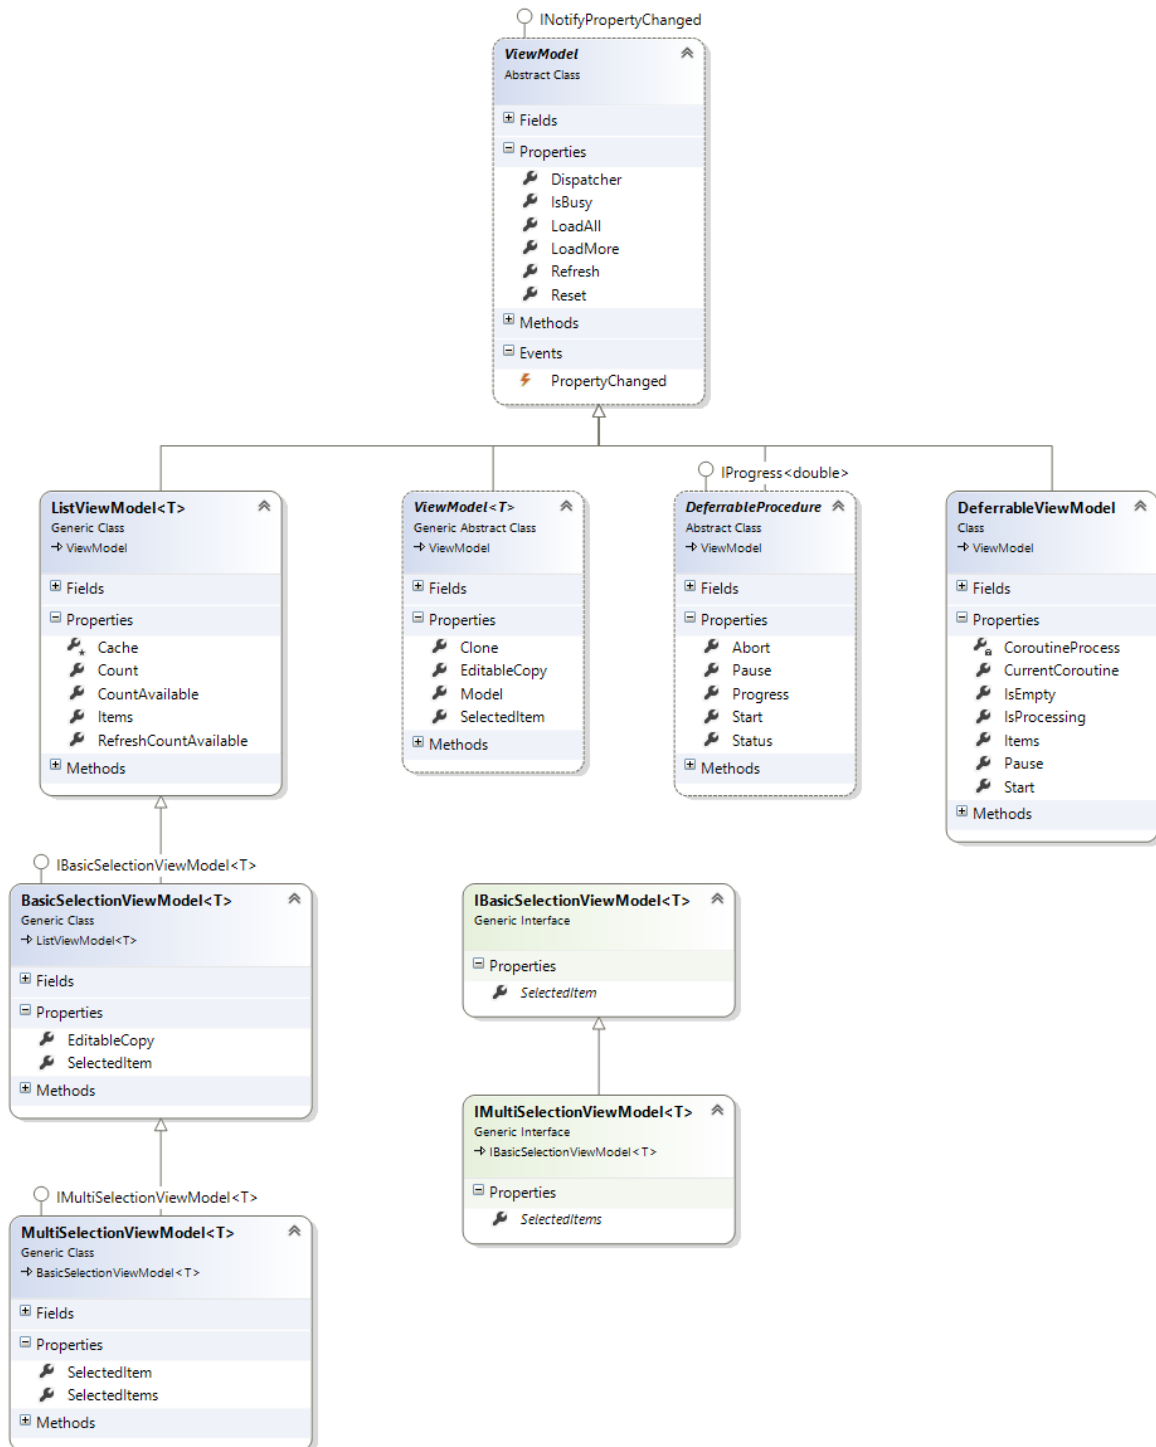 INotifyPropertyChanged
ViewModel
Abstract Class
Fields
Properties
Dispatcher
IsBusy
LoadAll
LoadMore
Refresh
Reset
Methods
Events
PropertyChanged
ListViewModel<T>
Generic Class
ViewModel
Fields
Properties
Cache
Count
CountAvailable
Items
RefreshCountAvailable
Methods
ViewModel<T>
Generic Abstract Class
ViewModel
Fields
Properties
Clone
EditableCopy
Model
SelectedItem
Methods
IProgress<double>
DeferrableProcedure
Abstract Class
ViewModel
Fields
Properties
Abort
Pause
Progress
Start
Status
Methods
DeferrableViewModel
Class
ViewModel
Fields
Properties
CoroutineProcess
CurrentCoroutine
IsEmpty
IsProcessing
Items
Pause
Start
Methods
IBasicSelectionViewModel<T>
BasicSelectionViewModel<T>
Generic Class
ListViewModel<T>
Fields
Properties
EditableCopy
SelectedItem
Methods
IBasicSelectionViewModel<T>
Generic Interface
Properties
SelectedItem
IMultiSelectionViewModel<T>
Generic Interface
IBasicSelectionViewModel<T>
Properties
SelectedItems
IMultiSelectionViewModel<T>
MultiSelectionViewModel<T>
Generic Class
BasicSelectionViewModel<T>
Fields
Properties
SelectedItem
SelectedItems
Methods